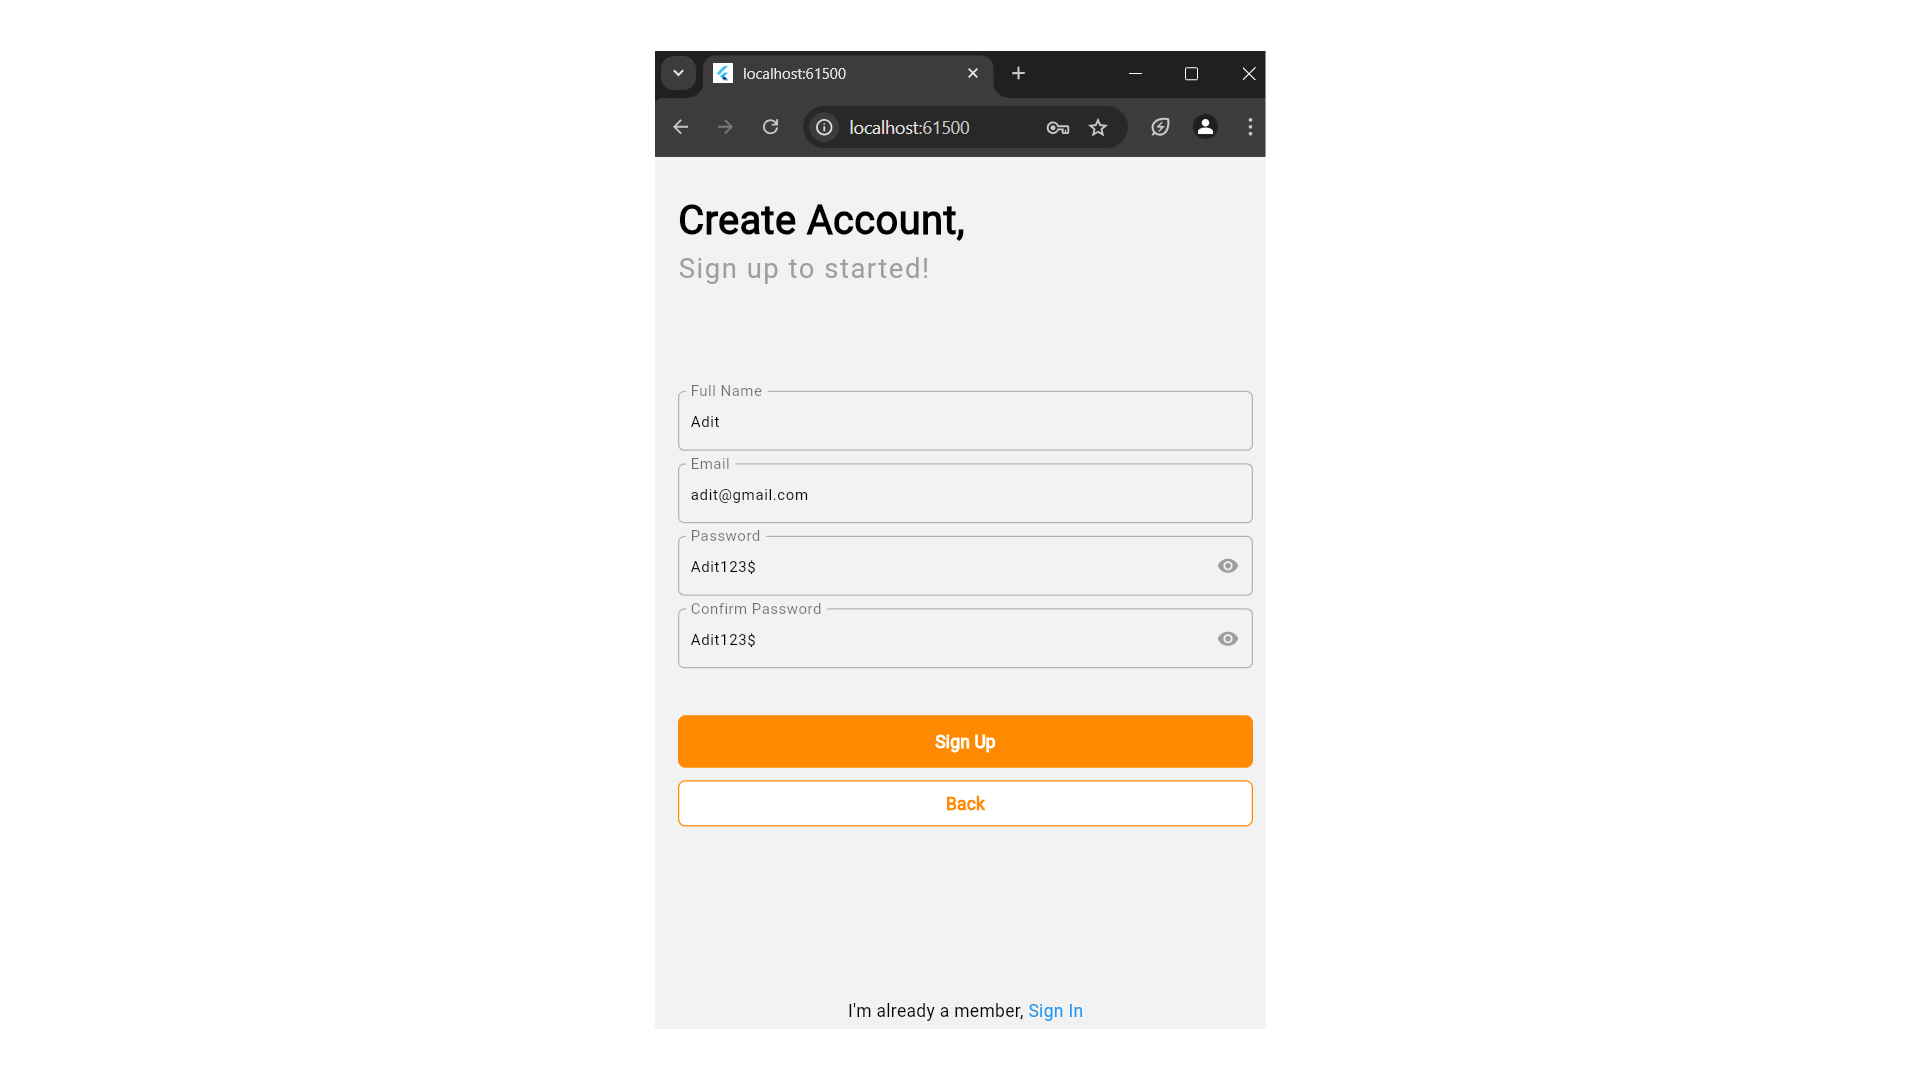 localhost:61500
localhost:61500
Create Account,
Sign up to started!
Full Name
Adit
Email
adit@gmail.com
Password
Adit123$
Confirm Password
Adit123$
Sign Up
Back
I'm already a member, Sign In